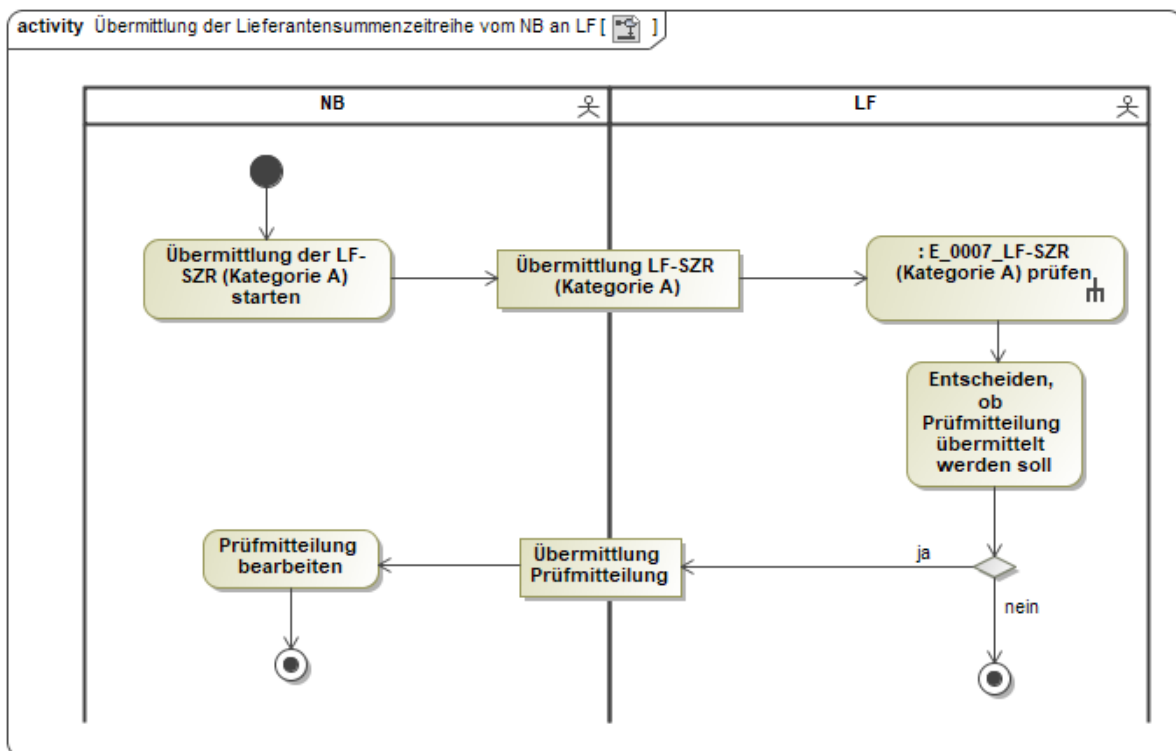 activity Übermittlung der Lieferantensummenzeitreihe vom NB an LF [ ]
NB
LF
Übermittlung der LF-
SZR (Kategorie A)
starten
Übermittlung LF-SZR
(Kategorie A)
: E_0007_LF-SZR
(Kategorie A) prüfen
Entscheiden,
ob
Prüfmitteilung
übermittelt
werden soll
ja
nein
Übermittlung
Prüfmitteilung
Prüfmitteilung
bearbeiten